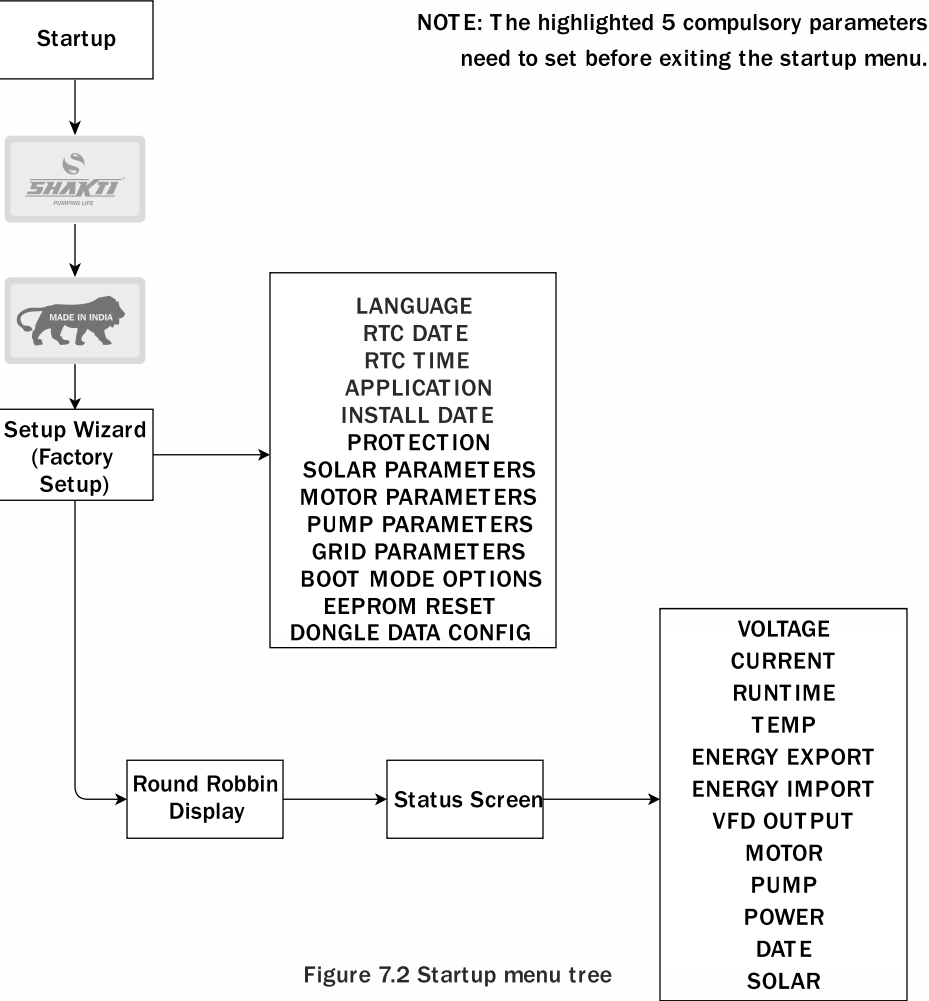 NOTE: The highlighted 5 compulsory parameters
need to set before exiting the startup menu.
Startup
SHAKTI
PUMPING LIFE
MADE IN INDIA
Setup Wizard
(Factory
Setup)
LANGUAGE
RTC DATE
RTC TIME
APPLICATION
INSTALL DATE
PROTECTION
SOLAR PARAMETERS
MOTOR PARAMETERS
PUMP PARAMETERS
GRID PARAMETERS
BOOT MODE OPTIONS
EEPROM RESET
DONGLE DATA CONFIG
Round Robbin
Display
Status Screen
VOLTAGE
CURRENT
RUNTIME
TEMP
ENERGY EXPORT
ENERGY IMPORT
VFD OUTPUT
MOTOR
PUMP
POWER
DATE
SOLAR
Figure 7.2 Startup menu tree